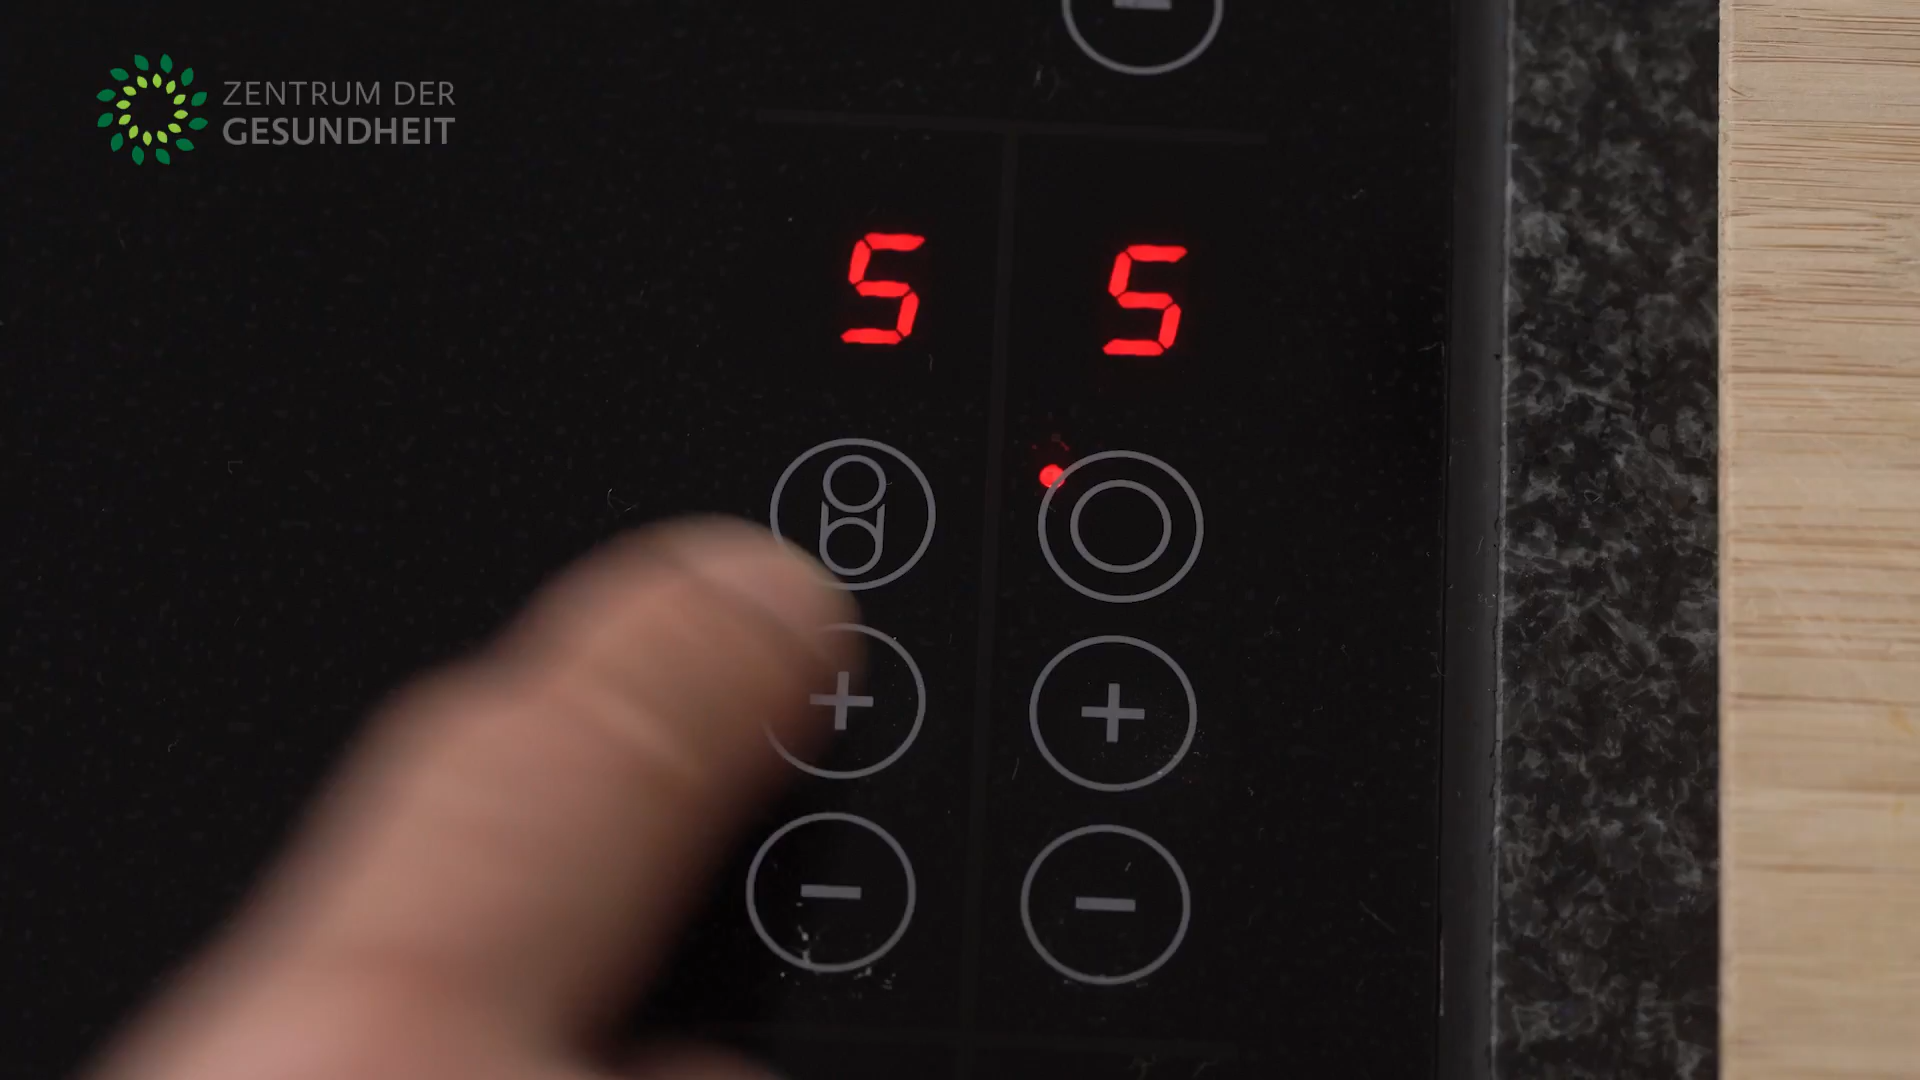 ZENTRUM DER
GESUNDHEIT
5 5
+ +
- -